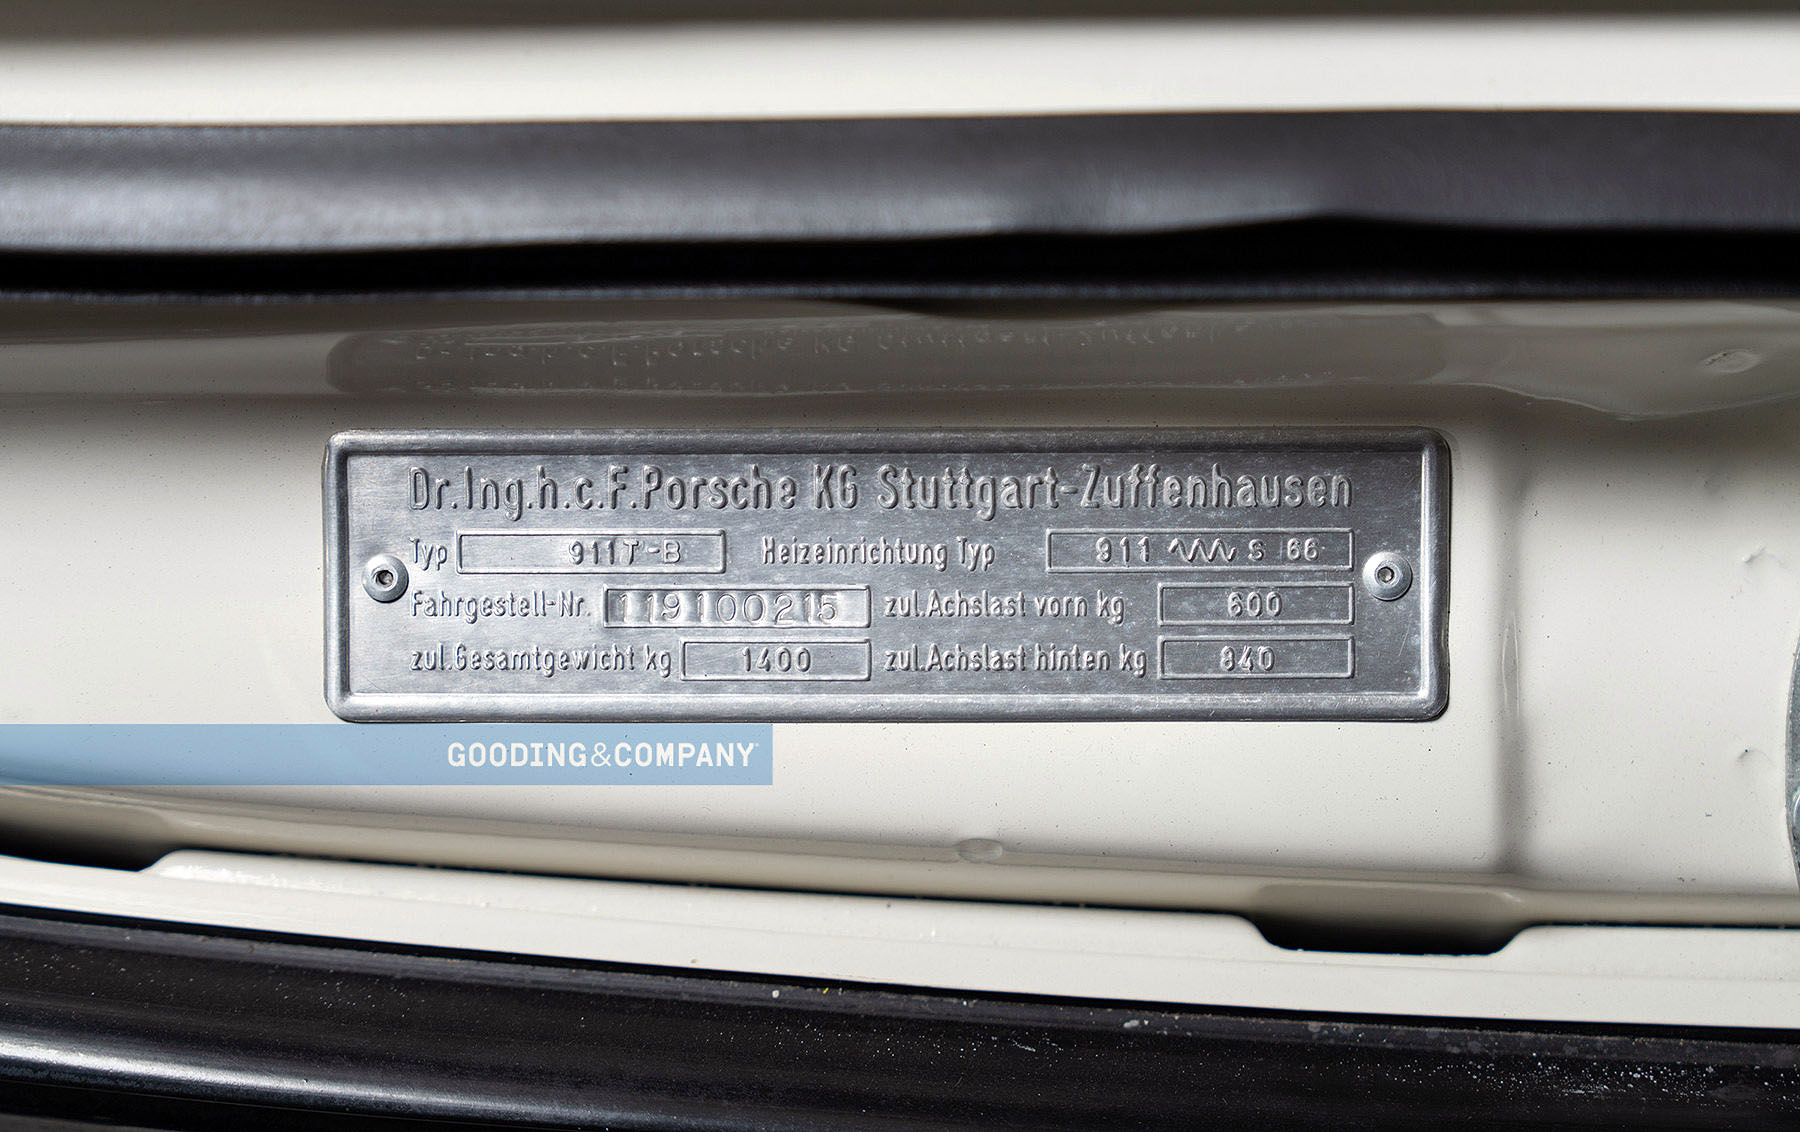 Dr.Ing.h.c.F.Porsche KG Stuttgart-Zuffenhausen
Typ 911T-B Heizeinrichtung Typ 911 S 66
Fahrgestell-Nr. 119100215 zul.Achslast vorn kg 600
zul.Gesamtgewicht kg 1400 zul.Achslast hinten kg 840
GOODING&COMPANY